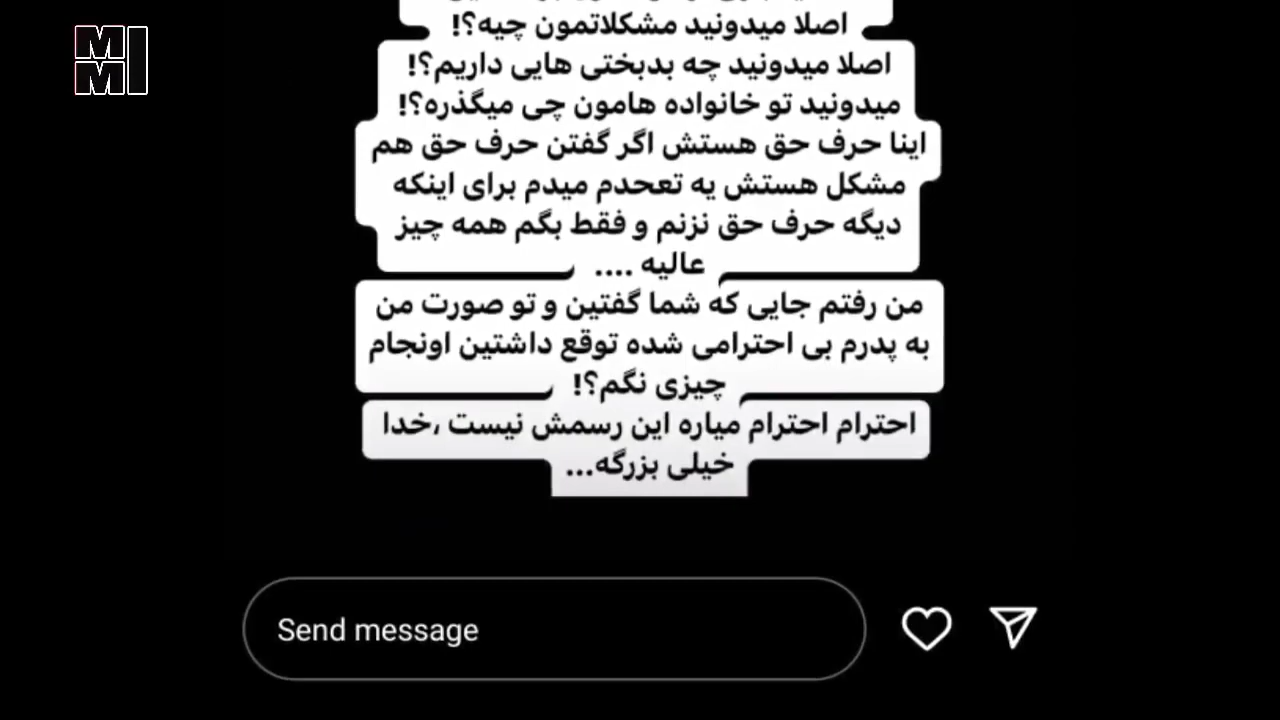 MMI
اصلا میدونید مشکلاتمون چیه؟!
اصلا میدونید چه بدبختی هایی داریم؟!
میدونید تو خانواده هامون چی میگذره؟!
اینا حرف حق هستش اگر گفتن حرف حق هم
مشکل هستش یه تعحدم میدم برای اینکه
دیگه حرف حق نزنم و فقط بگم همه چیز
عالیه ....
من رفتم جایی که شما گفتین و تو صورت من
به پدرم بی احترامی شده توقع داشتین اونجام
چیزی نگم؟!
احترام احترام میاره این رسمش نیست ،خدا
خیلی بزرگه...
Send message